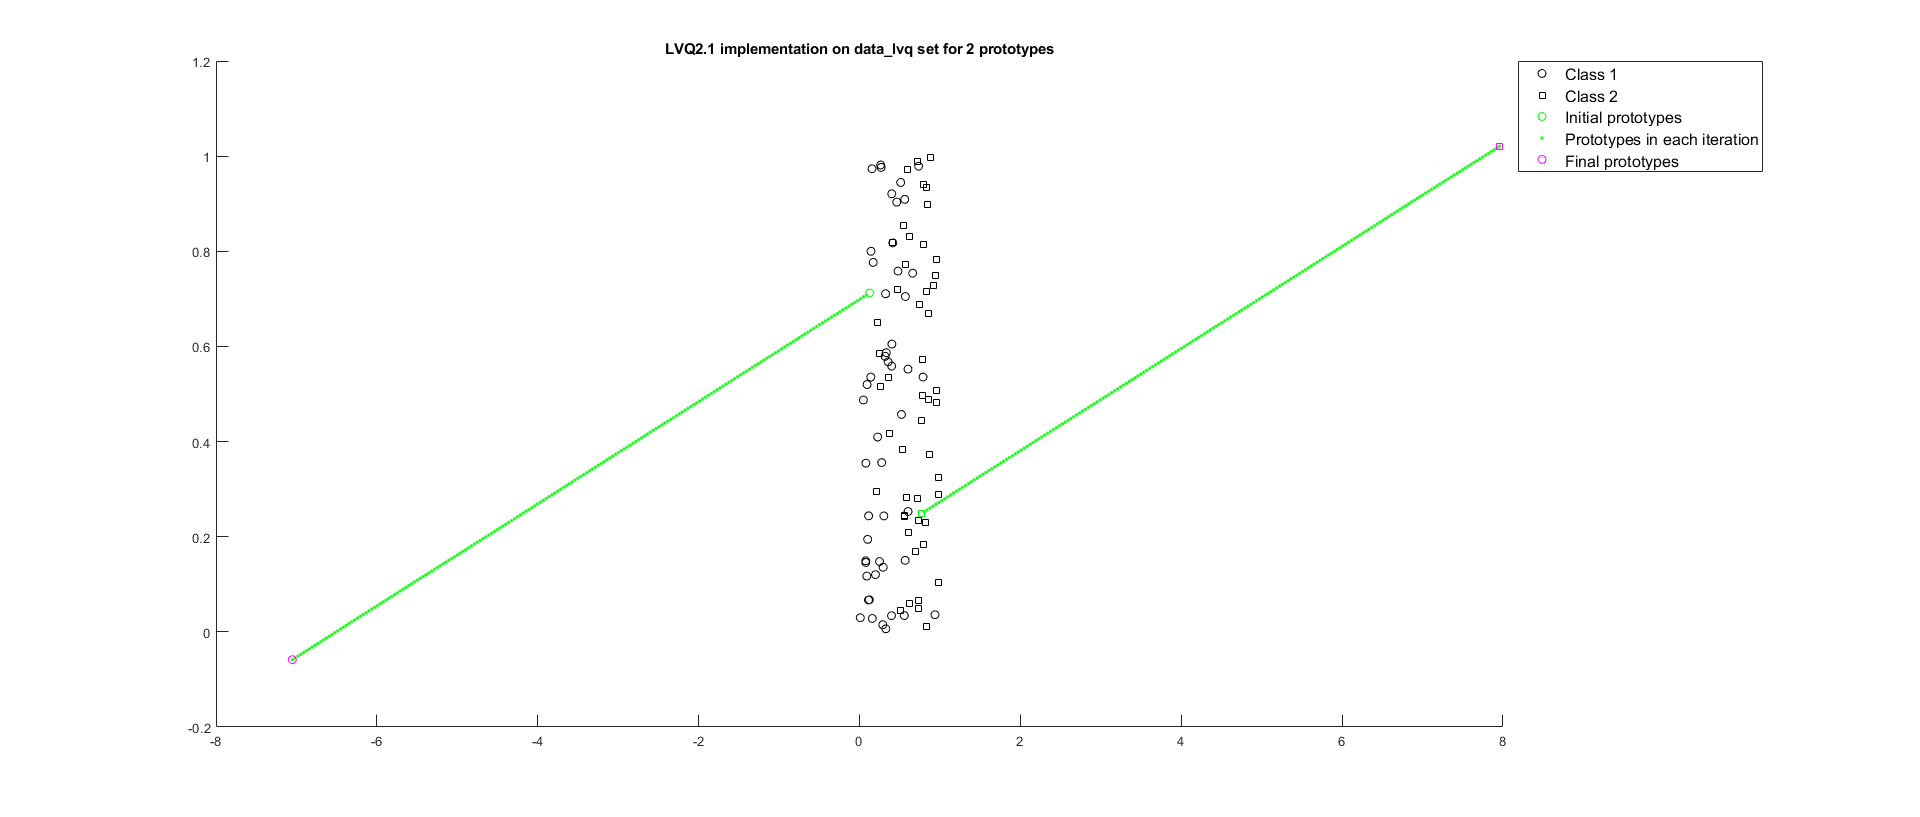 LVQ2.1 implementation on data_lvq set for 2 prototypes
1.2
1
0.8
0.6
0.4
0.2
0
-0.2
-8 -6 -4 -2 0 2 4 6 8
Class 1
Class 2
Initial prototypes
Prototypes in each iteration
Final prototypes